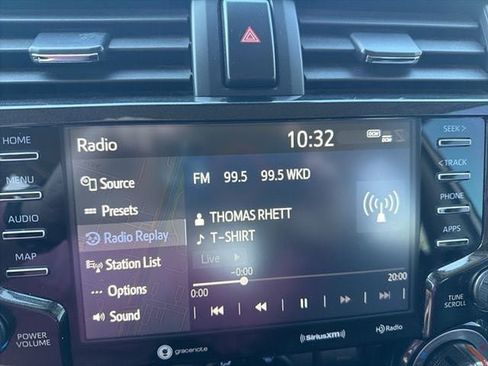 HOME
MENU
AUDIO
MAP
POWER
VOLUME
Radio
10:32
DCM
DCM
Source
Presets
Radio Replay
Station List
Options
Sound
FM 99.5 99.5 WKD
THOMAS RHETT
T-SHIRT
Live
-0:00
0:00
20:00
gracenote.
SiriusXM
HD Radio
SEEK >
< TRACK
PHONE
APPS
TUNE
SCROLL